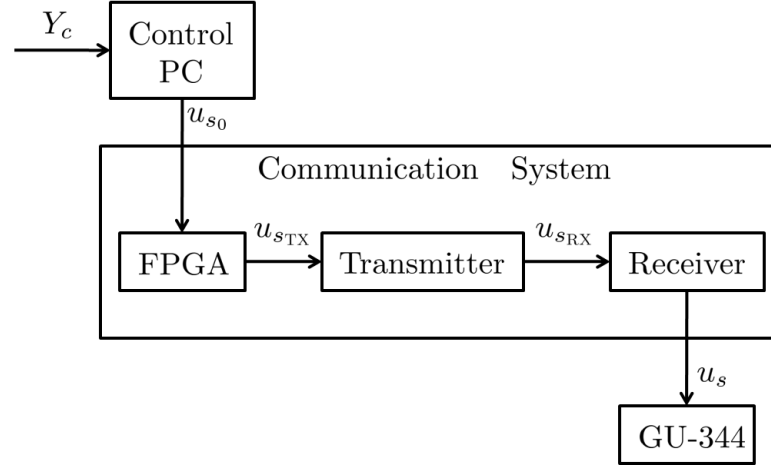 Y_c
Control
PC
u_{s_0}
Communication System
u_{s_{TX}}
u_{s_{RX}}
FPGA
Transmitter
Receiver
u_s
GU-344